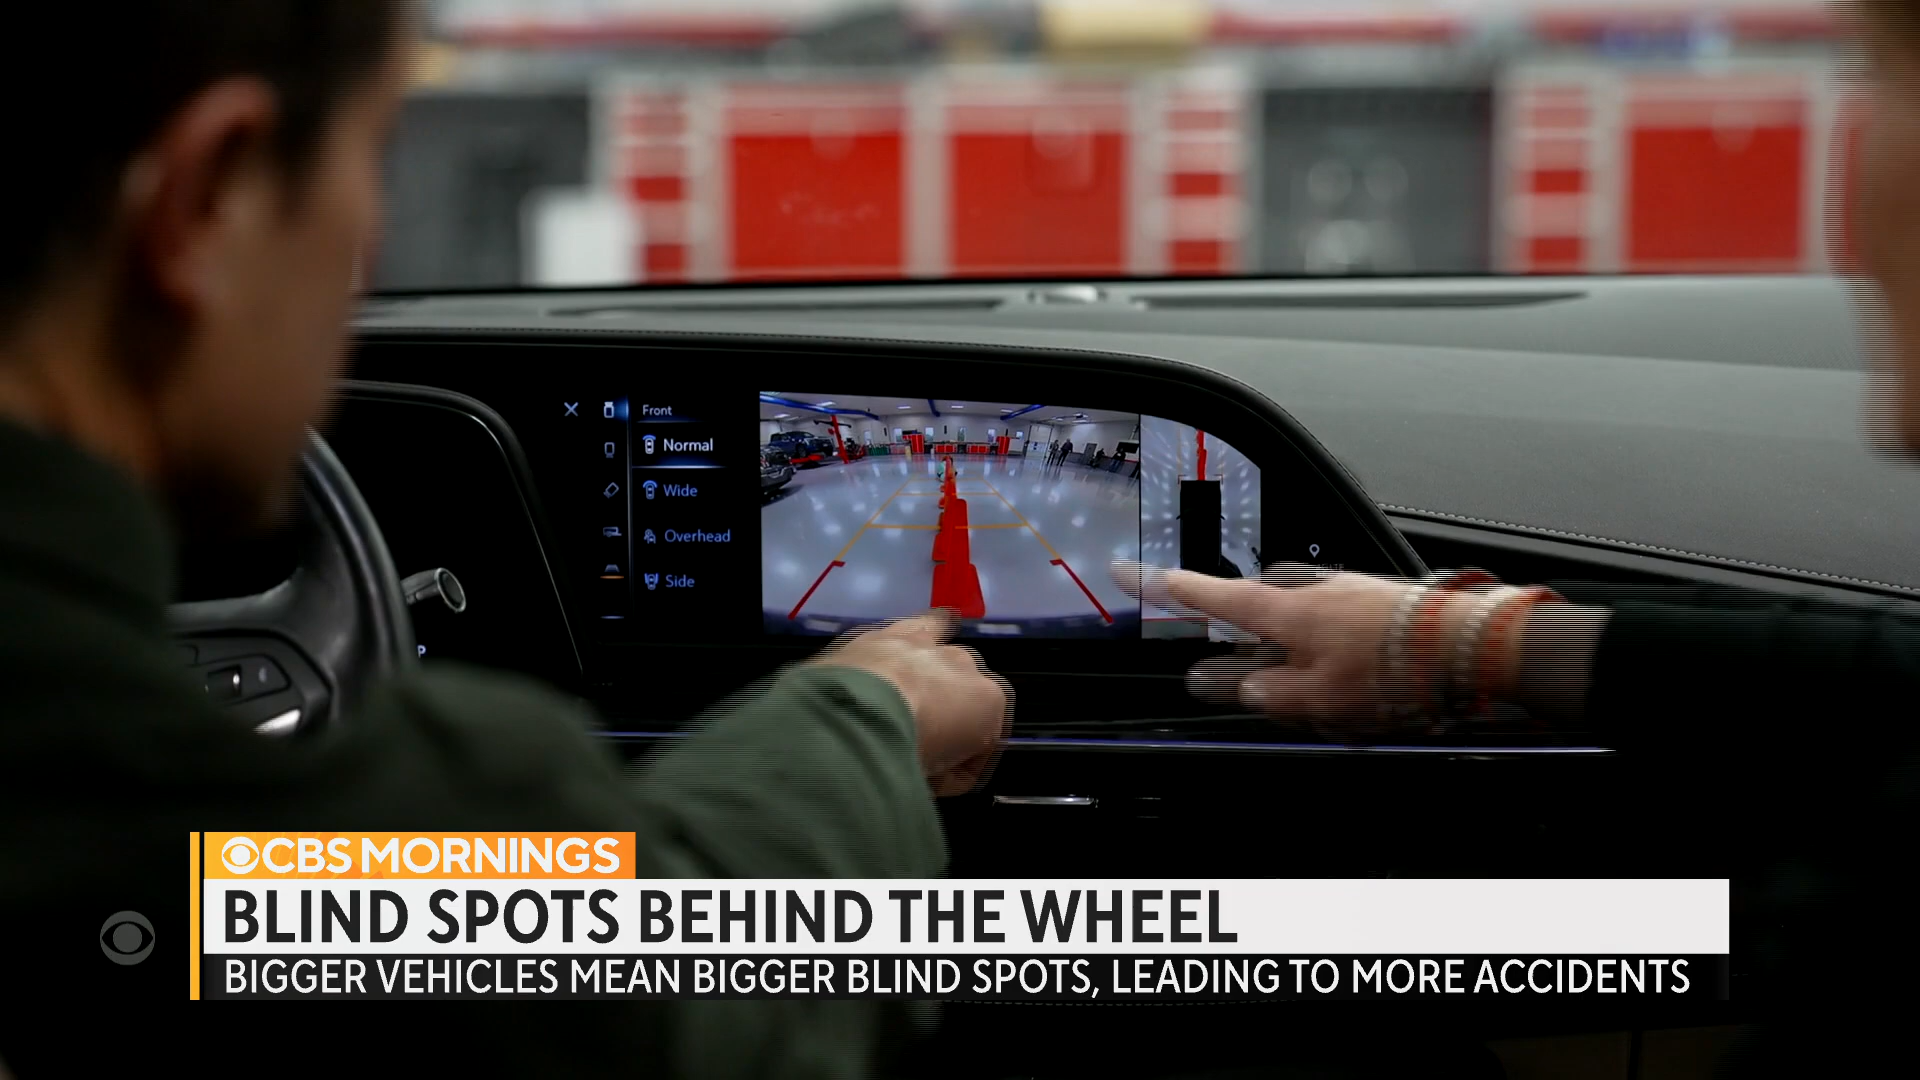 Front
Normal
Wide
Overhead
Side
P
CBS MORNINGS
BLIND SPOTS BEHIND THE WHEEL
BIGGER VEHICLES MEAN BIGGER BLIND SPOTS, LEADING TO MORE ACCIDENTS